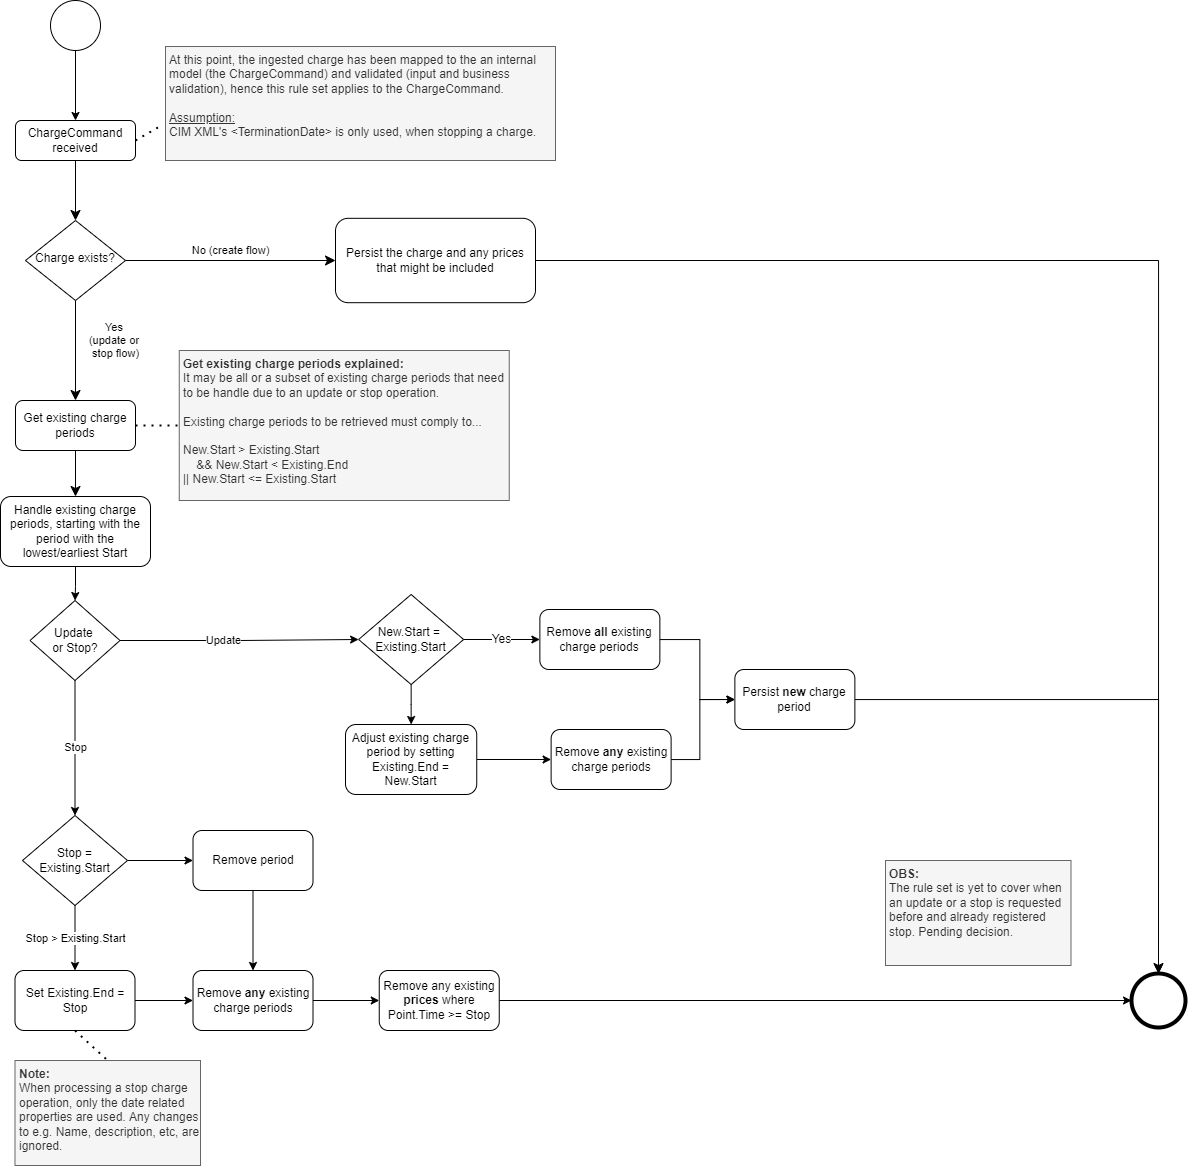 At this point, the ingested charge has been mapped to the an internal
model (the ChargeCommand) and validated (input and business
validation), hence this rule set applies to the ChargeCommand.
Assumption:
CIM XML's <TerminationDate> is only used, when stopping a charge.
ChargeCommand
received
Charge exists?
No (create flow)
Persist the charge and any prices
that might be included
Yes
(update or
stop flow)
Get existing charge periods explained:
It may be all or a subset of existing charge periods that need
to be handle due to an update or stop operation.
Existing charge periods to be retrieved must comply to...
New.Start > Existing.Start
&& New.Start < Existing.End
|| New.Start <= Existing.Start
Get existing charge
periods
Handle existing charge
periods, starting with the
period with the
lowest/earliest Start
Update
or Stop?
Update
New.Start =
Existing.Start
Yes
Remove all existing
charge periods
Persist new charge
period
Adjust existing charge
period by setting
Existing.End =
New.Start
Remove any existing
charge periods
Stop
Stop =
Existing.Start
Remove period
OBS:
The rule set is yet to cover when
an update or a stop is requested
before and already registered
stop. Pending decision.
Stop > Existing.Start
Set Existing.End =
Stop
Remove any existing
charge periods
Remove any existing
prices where
Point.Time >= Stop
Note:
When processing a stop charge
operation, only the date related
properties are used. Any changes
to e.g. Name, description, etc, are
ignored.